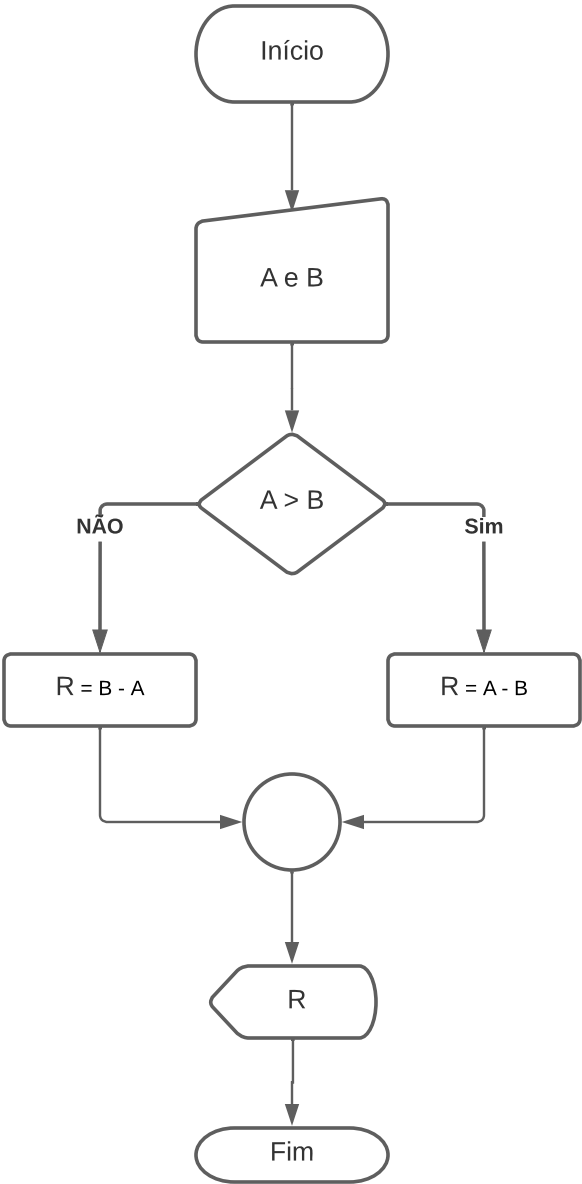 Início
A e B
A > B
NÃO
Sim
R = B - A
R = A - B
R
Fim